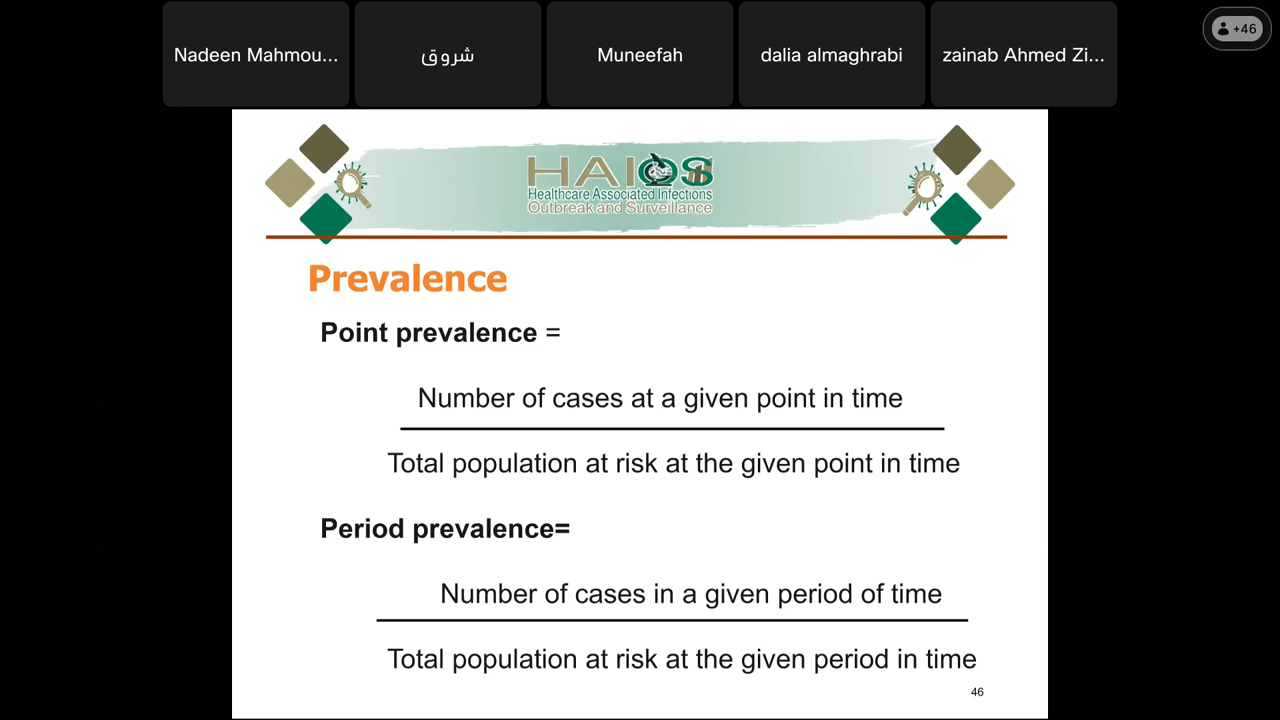 Nadeen Mahmou...
شروق
Muneefah
dalia almaghrabi
zainab Ahmed Zi...
+46
HAIOS
Healthcare Associated Infections
Outbreak and Surveillance
Prevalence
Point prevalence =
Number of cases at a given point in time
Total population at risk at the given point in time
Period prevalence=
Number of cases in a given period of time
Total population at risk at the given period in time
46